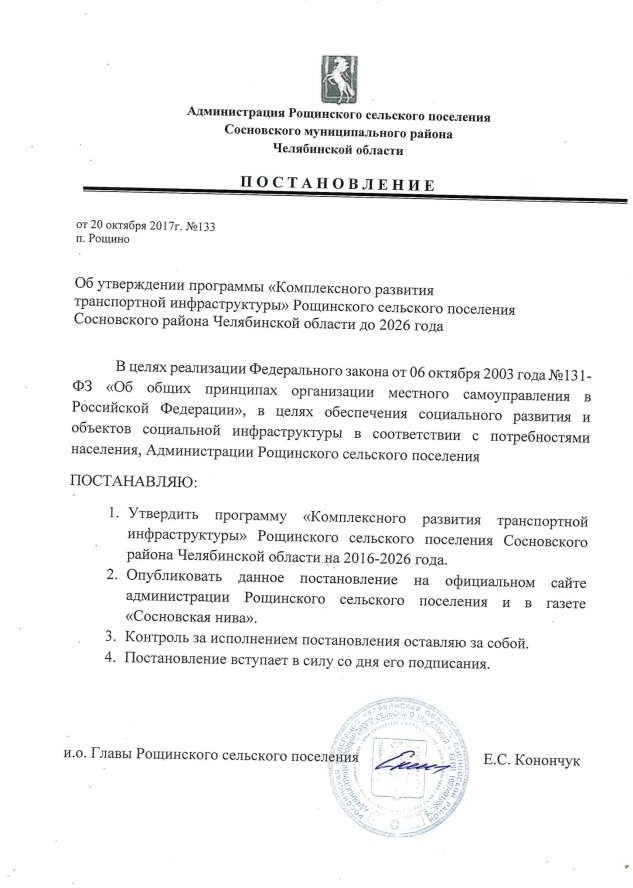 Администрация Рощинского сельского поселения
Сосновского муниципального района
Челябинской области
П О С Т А Н О В Л Е Н И Е
от 20 октября 2017г. №133
п. Рощино
Об утверждении программы «Комплексного развития
транспортной инфраструктуры» Рощинского сельского поселения
Сосновского района Челябинской области до 2026 года
В целях реализации Федерального закона от 06 октября 2003 года №131-
ФЗ «Об общих принципах организации местного самоуправления в
Российской Федерации», в целях обеспечения социального развития и
объектов социальной инфраструктуры в соответствии с потребностями
населения, Администрации Рощинского сельского поселения
ПОСТАНАВЛЯЮ:
1. Утвердить программу «Комплексного развития транспортной
инфраструктуры» Рощинского сельского поселения Сосновского
района Челябинской области на 2016-2026 года.
2. Опубликовать данное постановление на официальном сайте
администрации Рощинского сельского поселения и в газете
«Сосновская нива».
3. Контроль за исполнением постановления оставляю за собой.
4. Постановление вступает в силу со дня его подписания.
и.о. Главы Рощинского сельского поселения
Е.С. Конончук